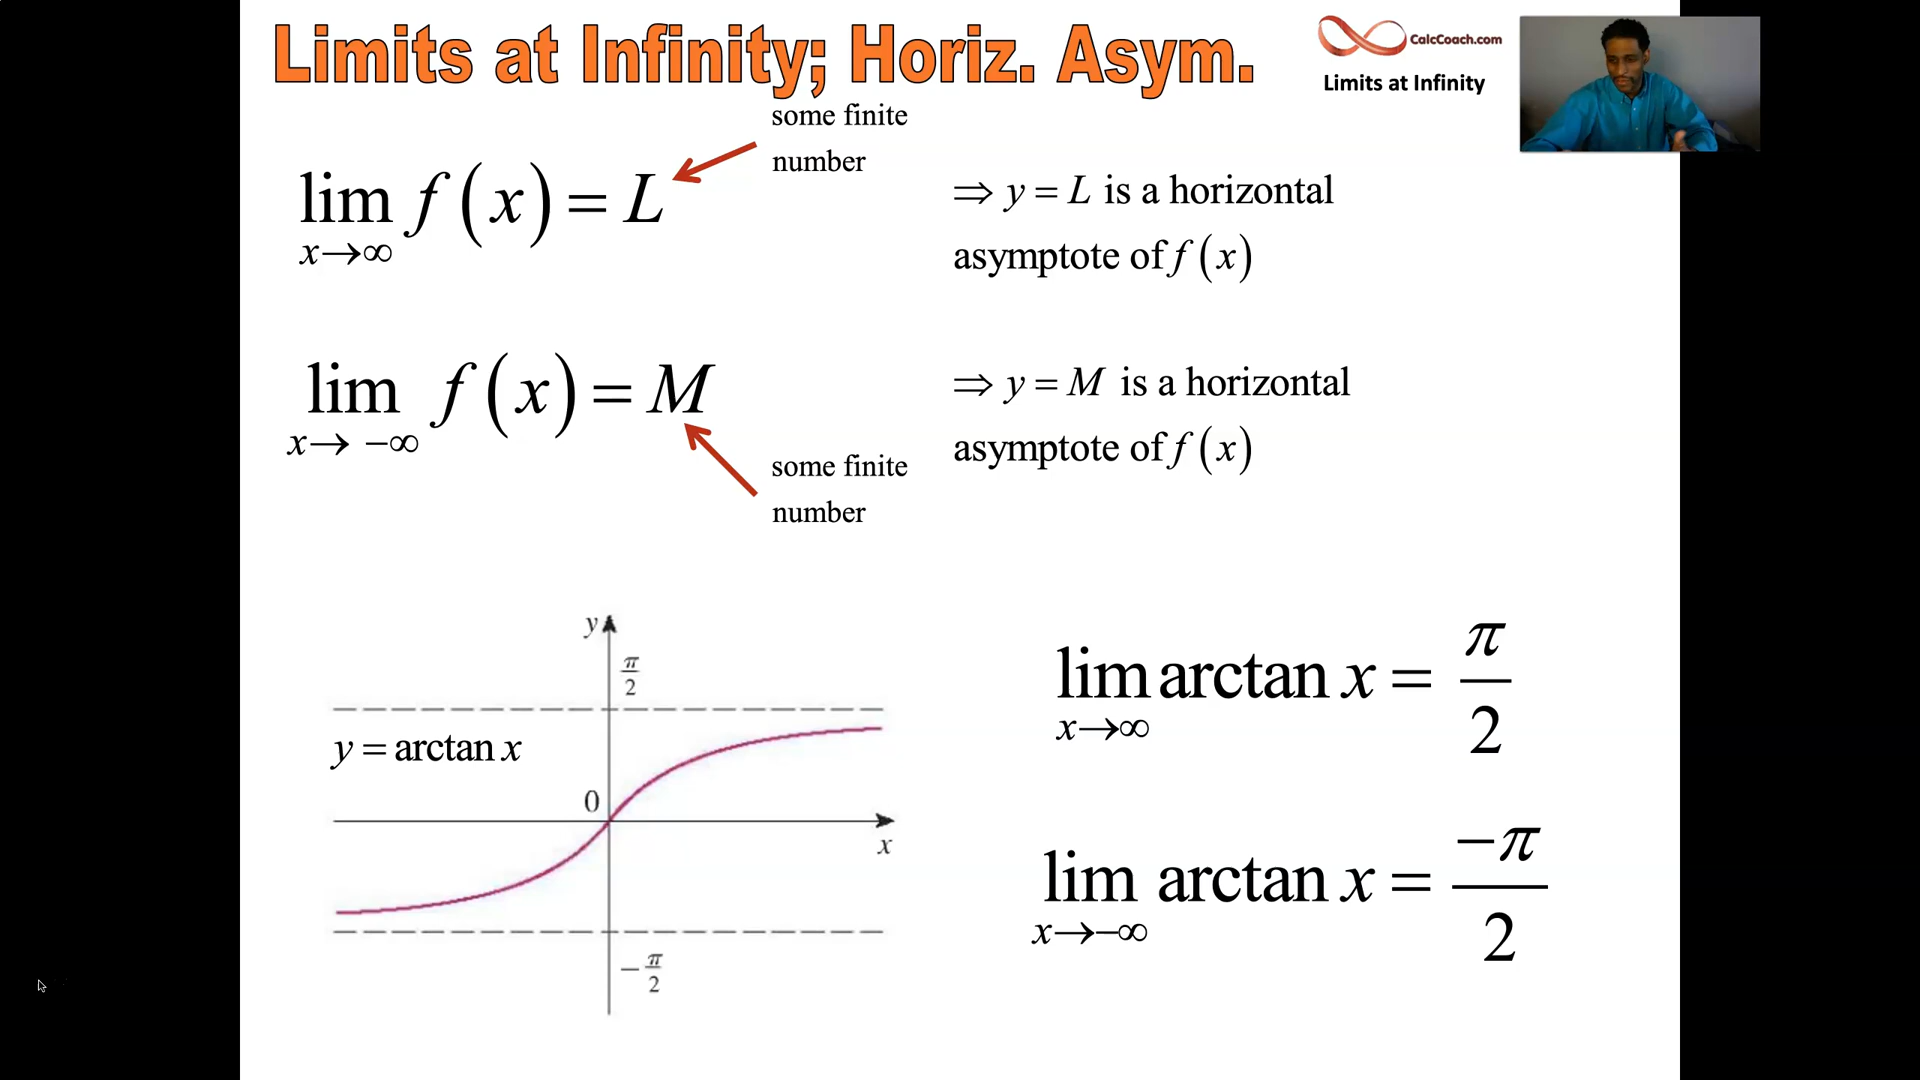 Limits at Infinity; Horiz. Asym.
CalcCoach.com
Limits at Infinity
some finite
number
lim f(x) = L
x→∞
⇒ y = L is a horizontal
asymptote of f(x)
lim f(x) = M
x→ −∞
⇒ y = M is a horizontal
asymptote of f(x)
some finite
number
y
π/2
y = arctan x
0
x
−π/2
lim arctan x = π/2
x→∞
lim arctan x = −π/2
x→−∞